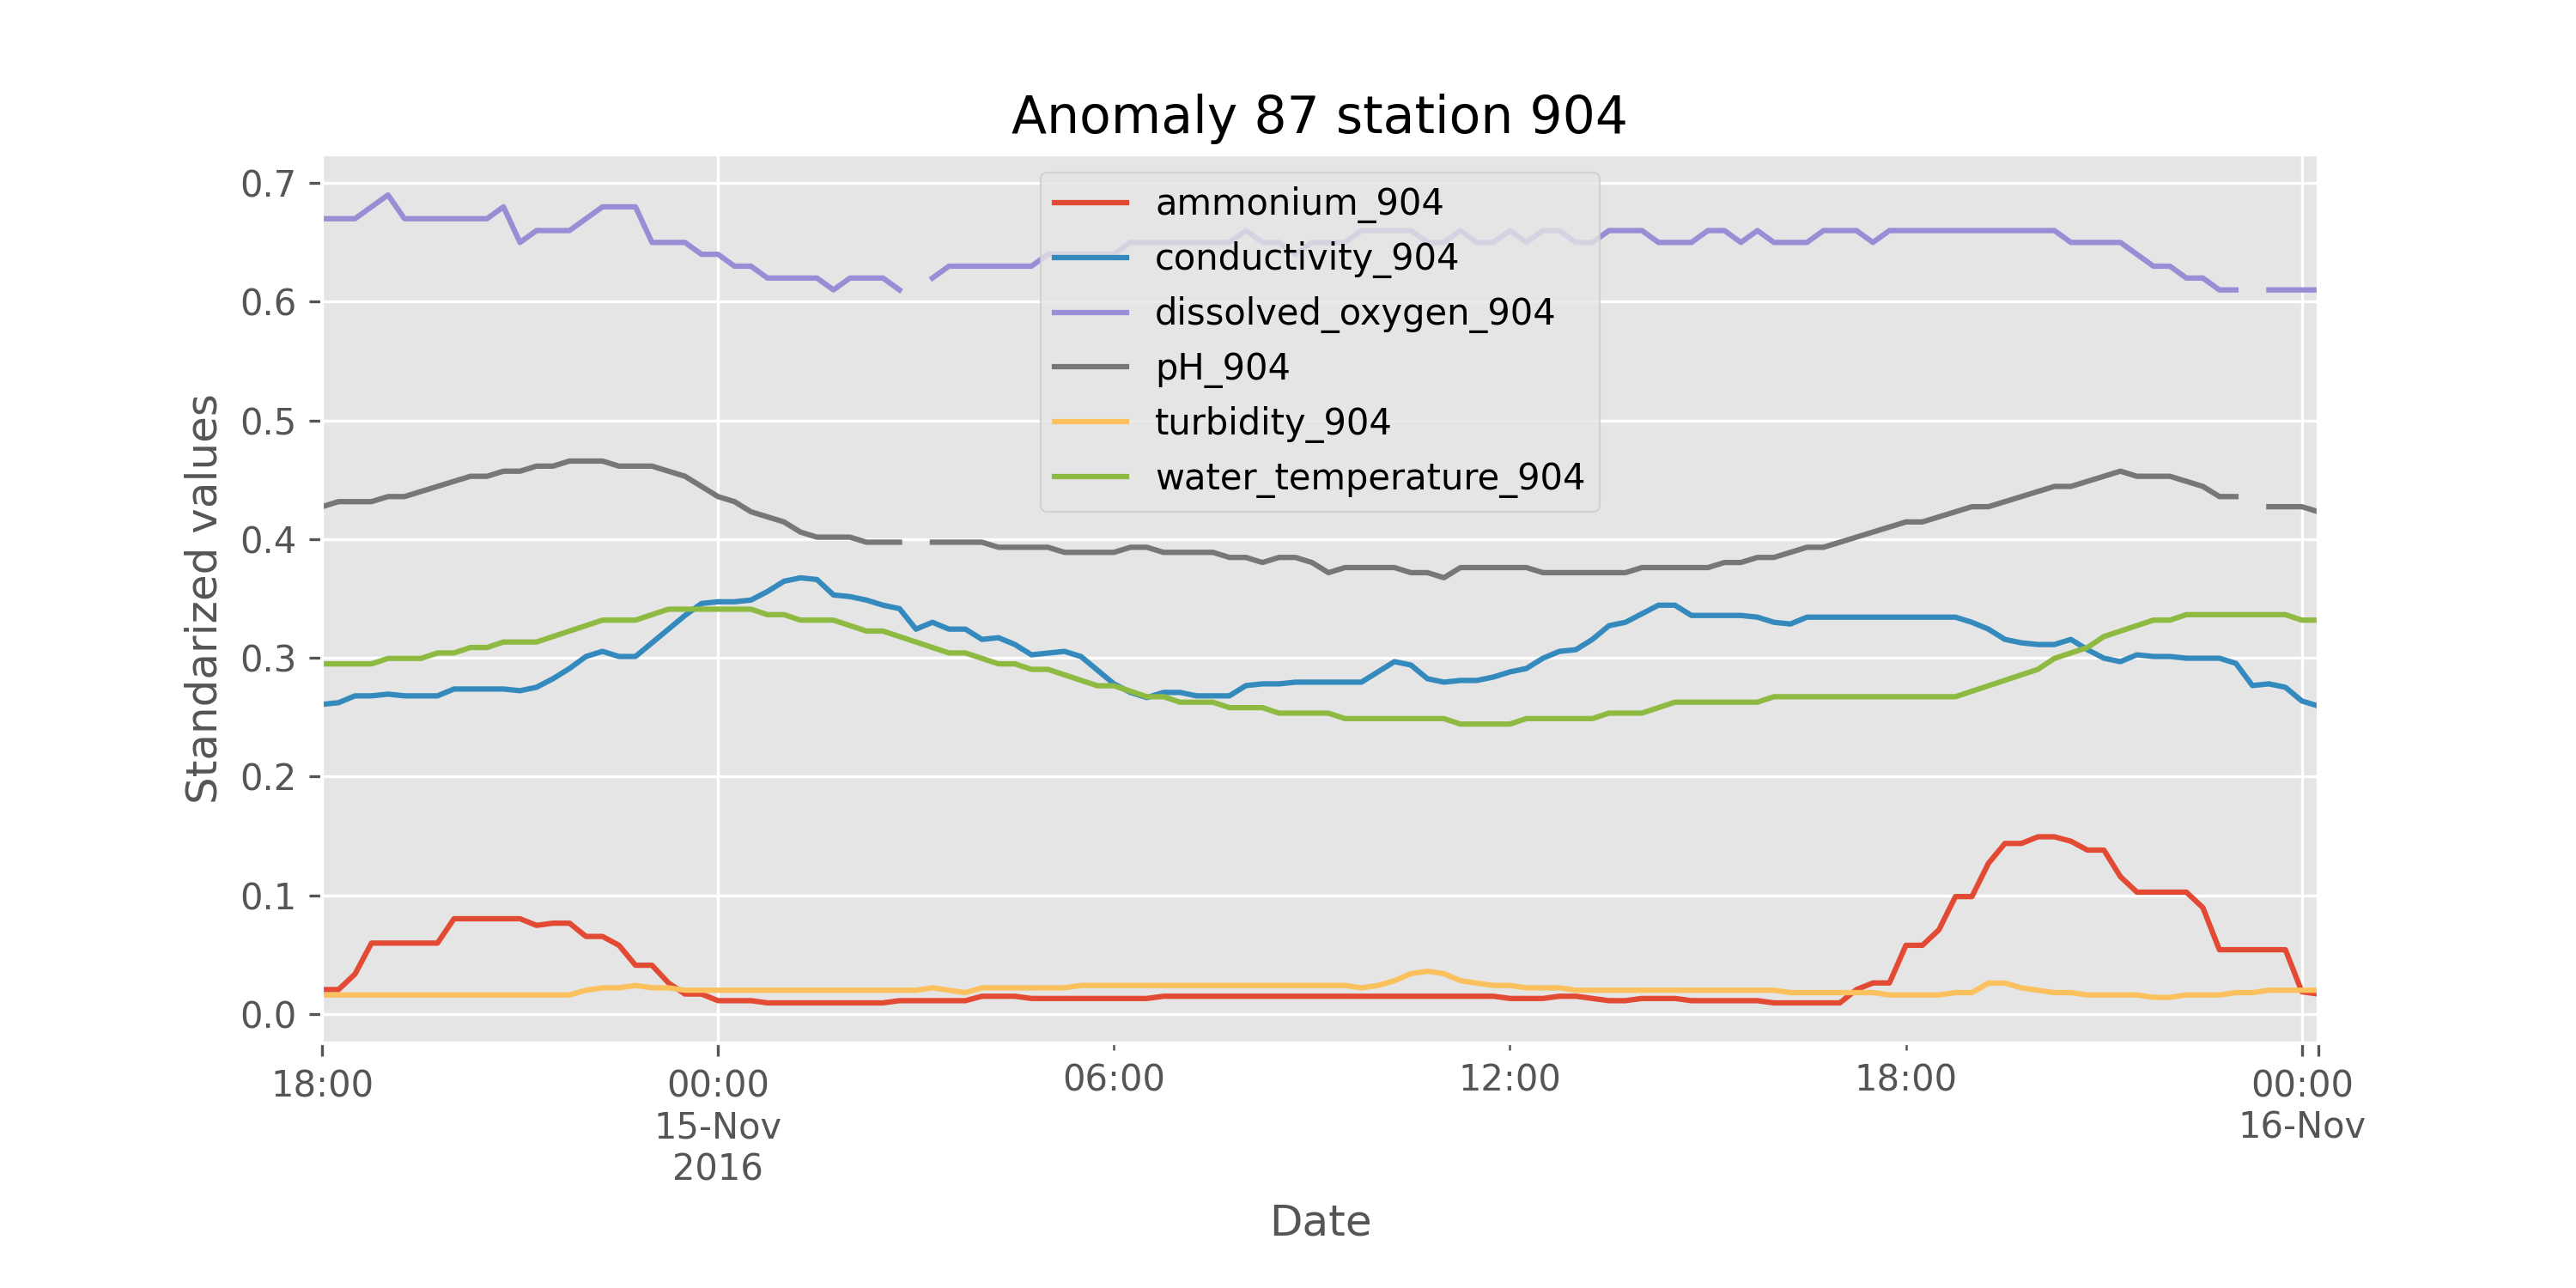 Anomaly 87 station 904
ammonium_904
conductivity_904
dissolved_oxygen_904
pH_904
turbidity_904
water_temperature_904
Standarized values
0.7
0.6
0.5
0.4
0.3
0.2
0.1
0.0
18:00
00:00
15-Nov
2016
06:00
12:00
18:00
00:00
16-Nov
Date